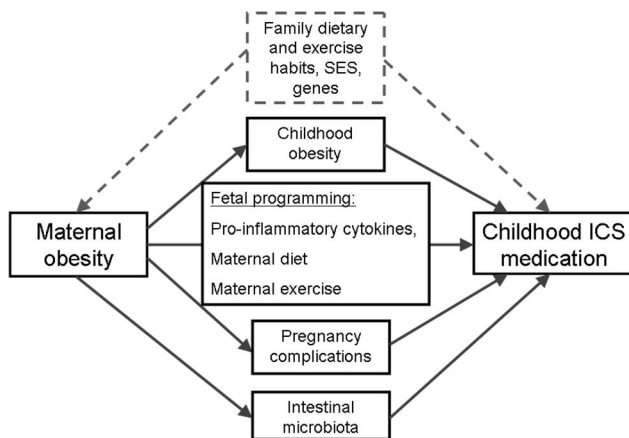 Family dietary
and exercise
habits, SES,
genes
Childhood
obesity
Fetal programming:
Pro-inflammatory cytokines,
Maternal diet
Maternal exercise
Maternal
obesity
Childhood ICS
medication
Pregnancy
complications
Intestinal
microbiota